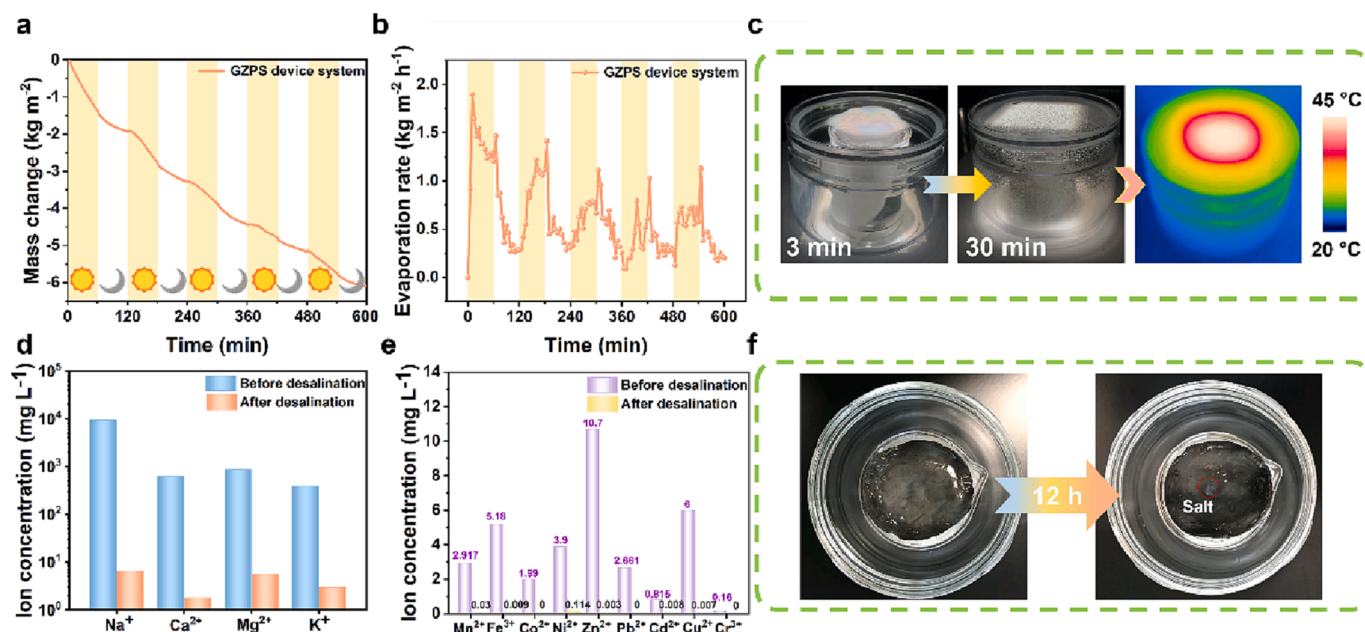 a
GZPS device system
Mass change (kg m⁻²)
0
-1
-2
-3
-4
-5
-6
0 120 240 360 480 600
Time (min)
b
GZPS device system
Evaporation rate (kg m⁻² h⁻¹)
2.0
1.5
1.0
0.5
0.0
0 120 240 360 480 600
Time (min)
c
3 min
30 min
45 °C
20 °C
d
Before desalination
After desalination
Ion concentration (mg L⁻¹)
10⁵
10⁴
10³
10²
10¹
10⁰
Na⁺ Ca²⁺ Mg²⁺ K⁺
e
Before desalination
After desalination
Ion concentration (mg L⁻¹)
14
12
10
8
6
4
2
0
2.917 5.18 1.99 3.9 10.7 2.661 0.815 6 0.16
0.03 0.009 0 0.114 0.003 0 0.008 0.007 0
Mn²⁺ Fe³⁺ Co²⁺ Ni²⁺ Zn²⁺ Pb²⁺ Cd²⁺ Cu²⁺ Cr³⁺
f
12 h
Salt